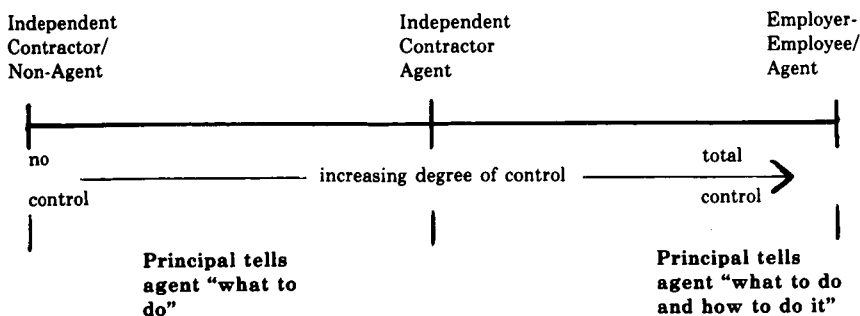 Independent
Contractor/
Non-Agent
Independent
Contractor
Agent
Employer-
Employee/
Agent
no
control
increasing degree of control
total
control
Principal tells
agent “what to
do”
Principal tells
agent “what to do
and how to do it”